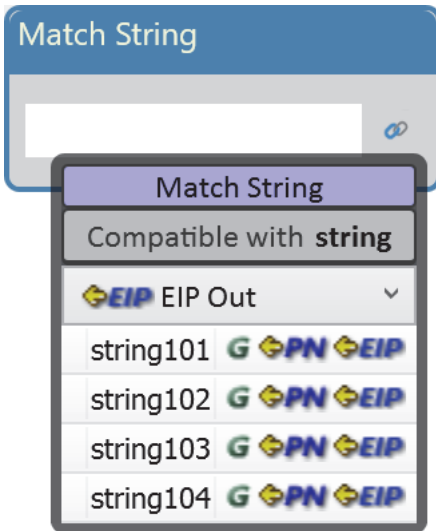 Match String
Match String
Compatible with string
EIP EIP Out
string101 G PN EIP
string102 G PN EIP
string103 G PN EIP
string104 G PN EIP